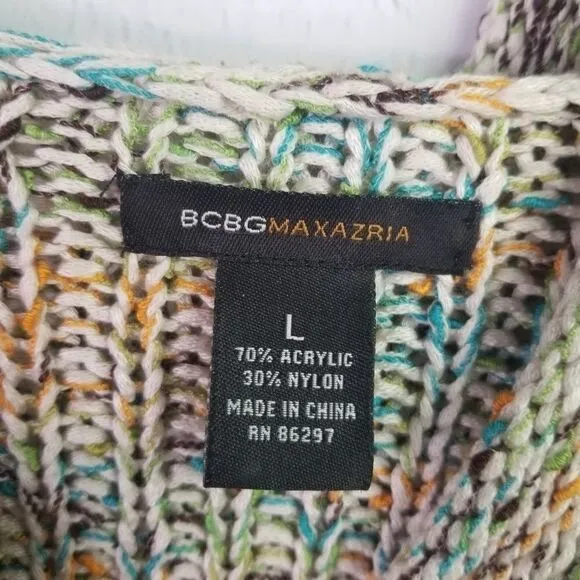 BCBGMAXAZRIA
L
70% ACRYLIC
30% NYLON
MADE IN CHINA
RN 86297